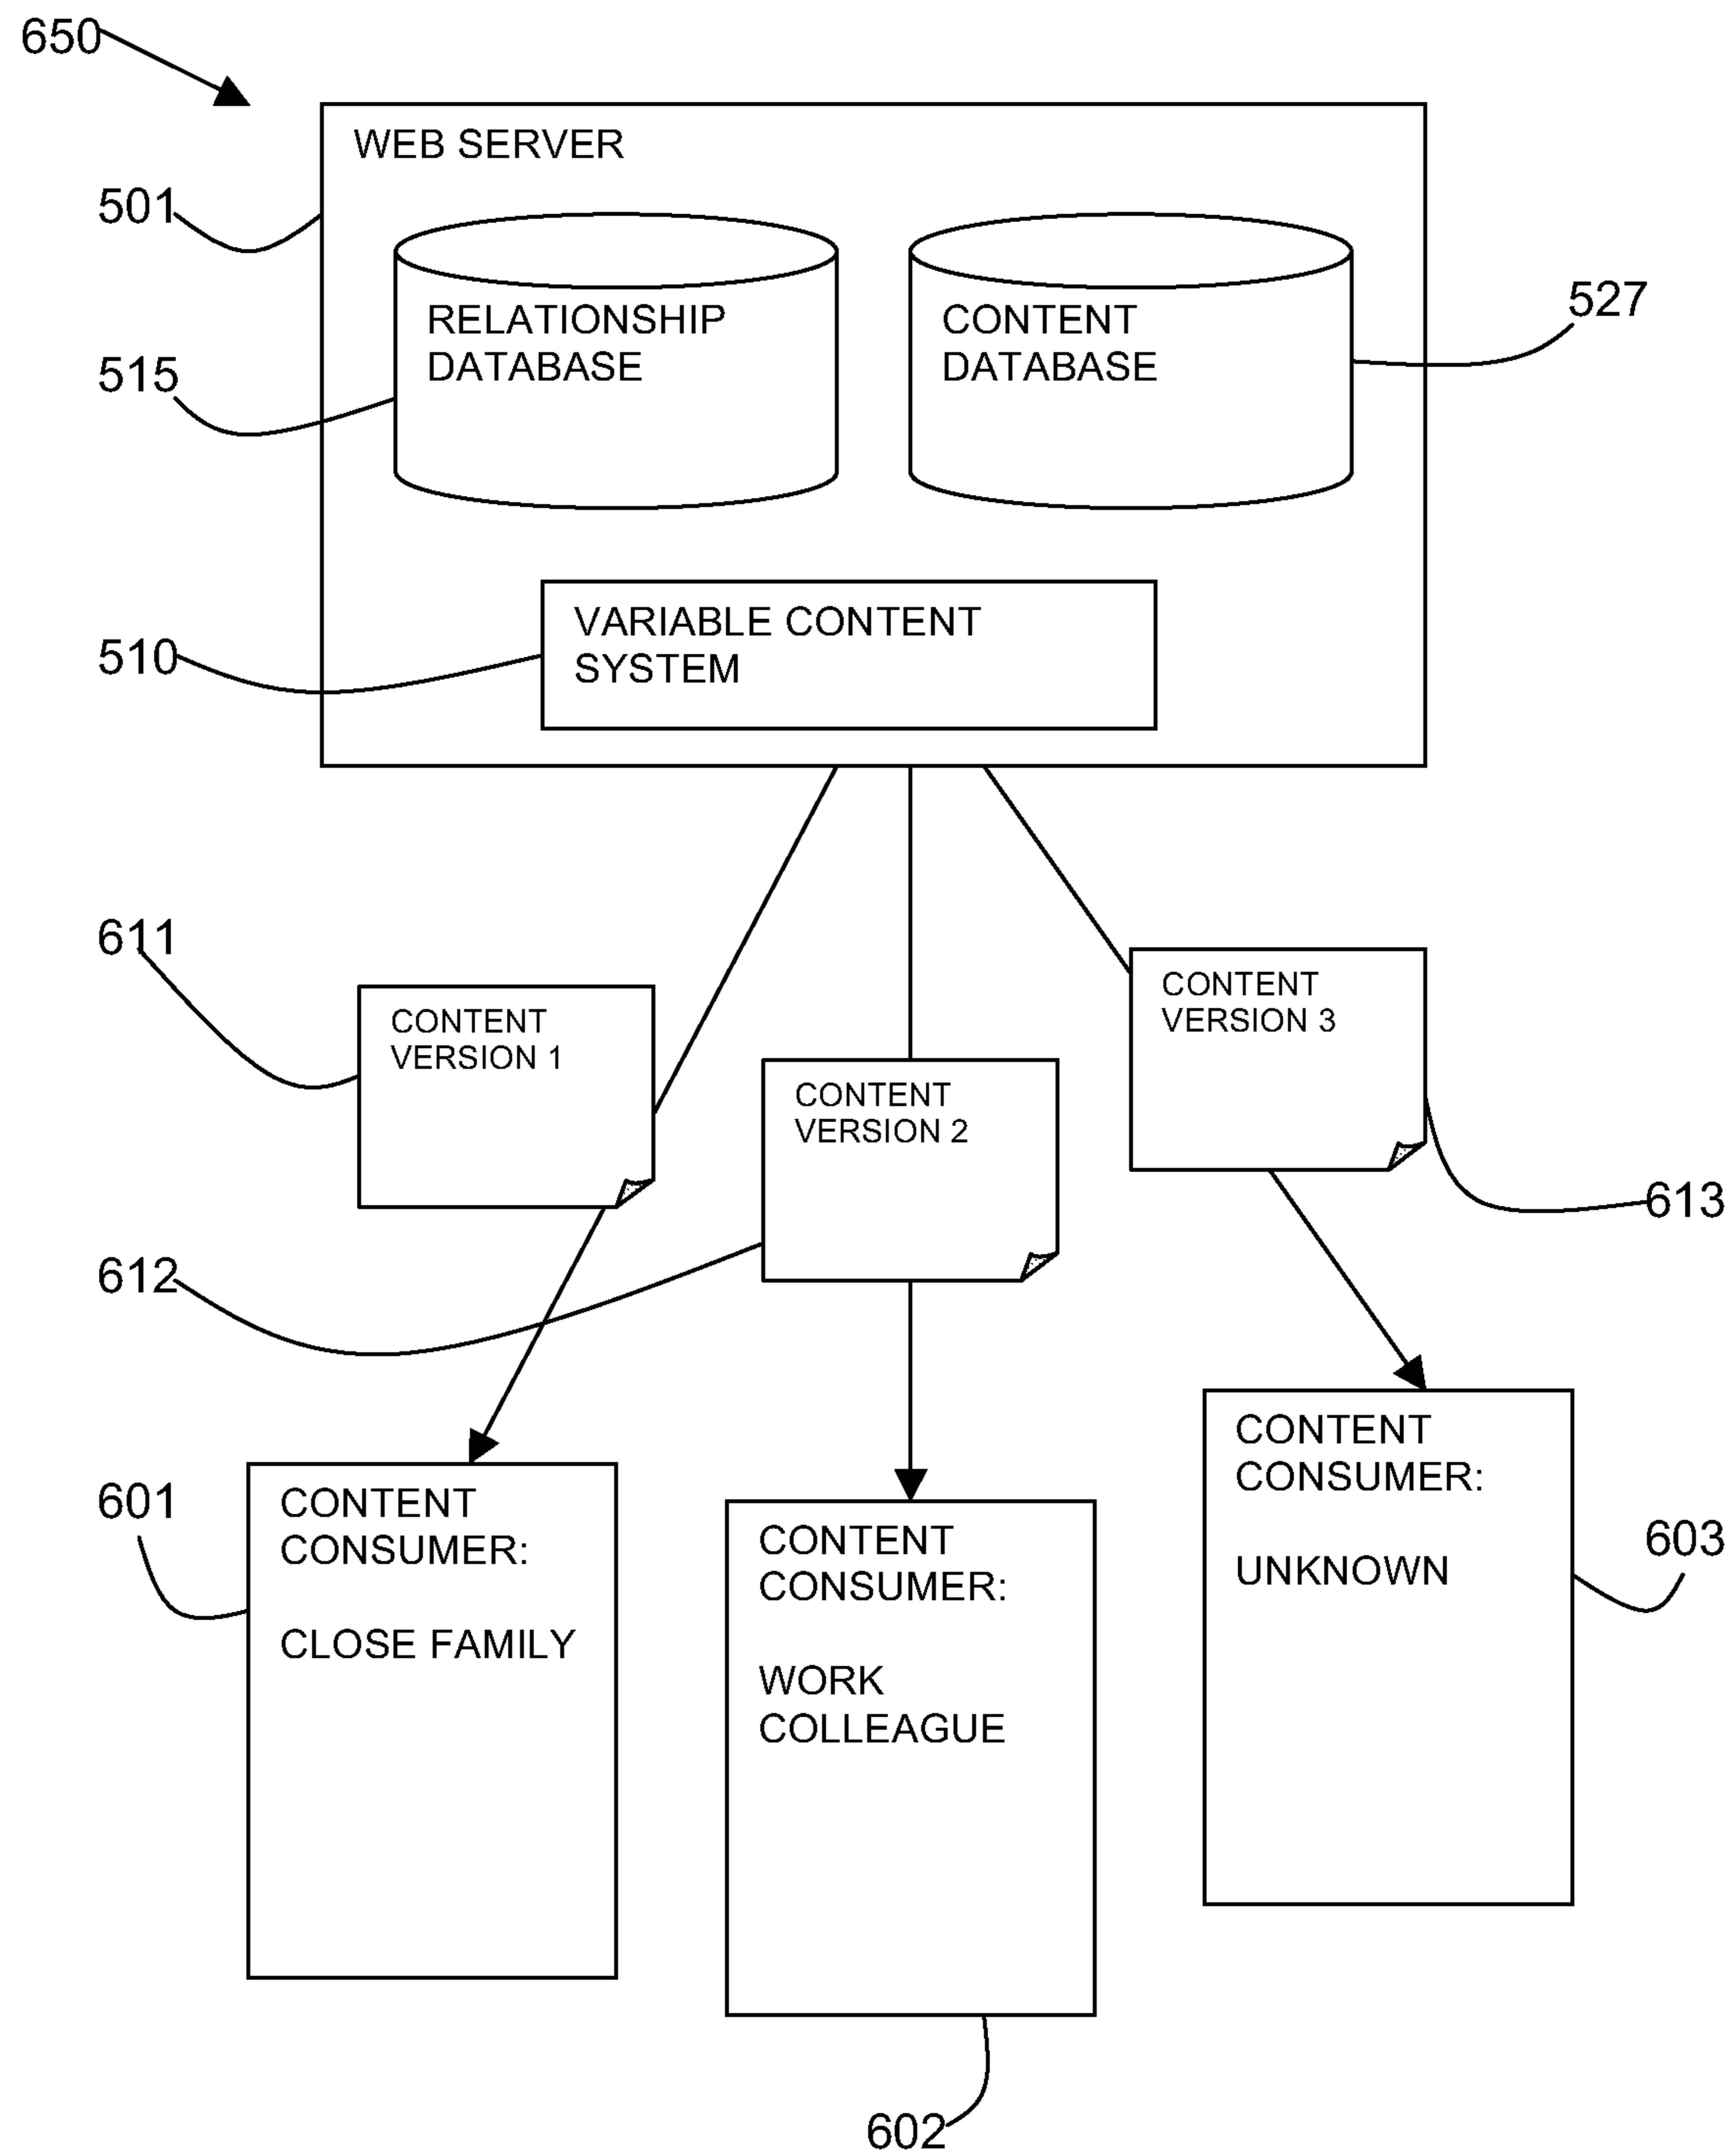 650
WEB SERVER
501
RELATIONSHIP
DATABASE
CONTENT
DATABASE
527
515
VARIABLE CONTENT
SYSTEM
510
611
CONTENT
VERSION 1
CONTENT
VERSION 2
CONTENT
VERSION 3
613
612
601
CONTENT
CONSUMER:
CLOSE FAMILY
CONTENT
CONSUMER:
WORK
COLLEAGUE
CONTENT
CONSUMER:
UNKNOWN
603
602